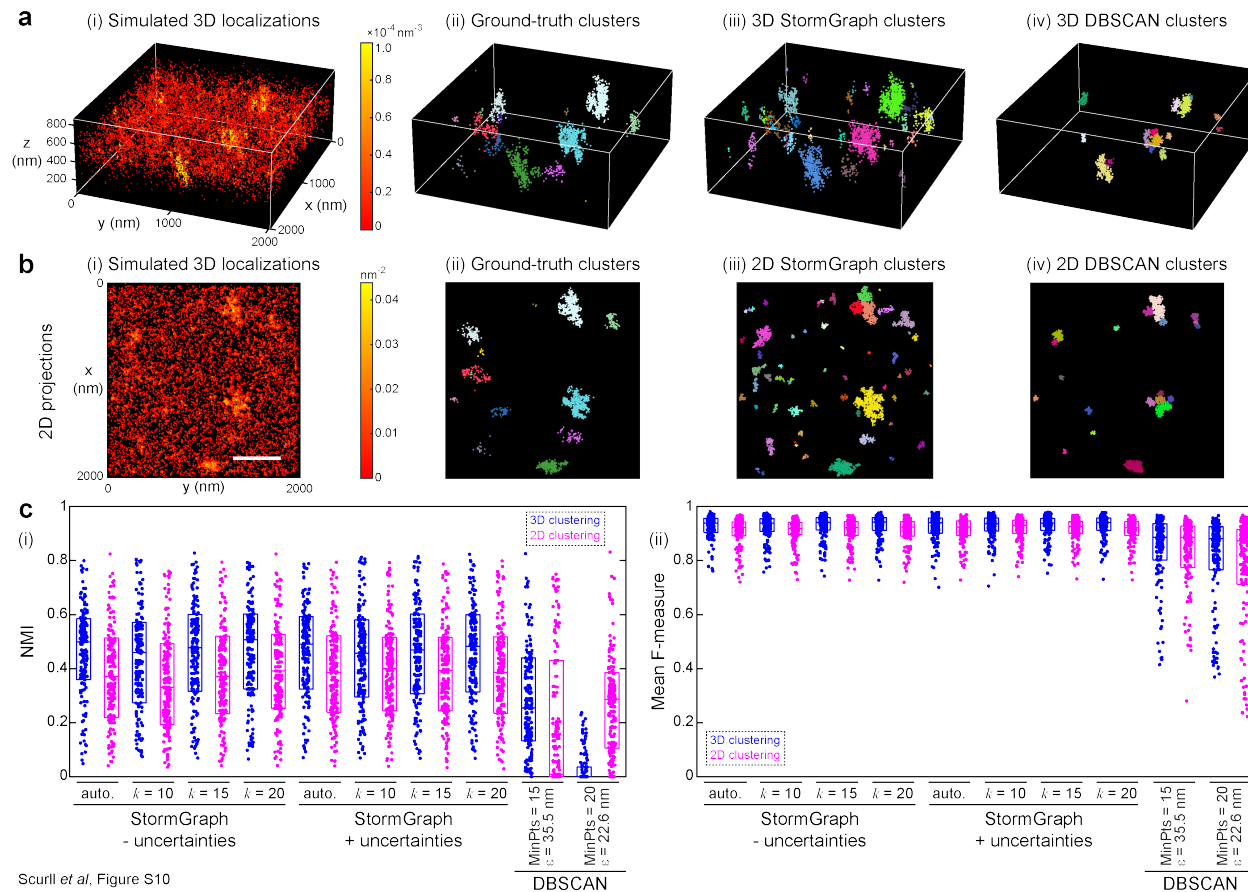 a
(i) Simulated 3D localizations
(ii) Ground-truth clusters
(iii) 3D StormGraph clusters
(iv) 3D DBSCAN clusters
×10⁻⁴ nm⁻³
1.0
0.8
0.6
0.4
0.2
0
z
(nm)
800
600
400
200
0
1000
2000
y (nm)
0
1000
2000
x (nm)
b
(i) Simulated 3D localizations
(ii) Ground-truth clusters
(iii) 2D StormGraph clusters
(iv) 2D DBSCAN clusters
2D projections
nm⁻²
0.04
0.03
0.02
0.01
0
0
x
(nm)
2000
0
y (nm)
2000
c
(i)
3D clustering
2D clustering
NMI
1
0.8
0.6
0.4
0.2
0
auto.
k = 10
k = 15
k = 20
auto.
k = 10
k = 15
k = 20
MinPts = 15
ε = 35.5 nm
MinPts = 20
ε = 22.6 nm
StormGraph
- uncertainties
StormGraph
+ uncertainties
DBSCAN
(ii)
Mean F-measure
1
0.8
0.6
0.4
0.2
0
3D clustering
2D clustering
auto.
k = 10
k = 15
k = 20
auto.
k = 10
k = 15
k = 20
MinPts = 15
ε = 35.5 nm
MinPts = 20
ε = 22.6 nm
StormGraph
- uncertainties
StormGraph
+ uncertainties
DBSCAN
Scurll et al, Figure S10